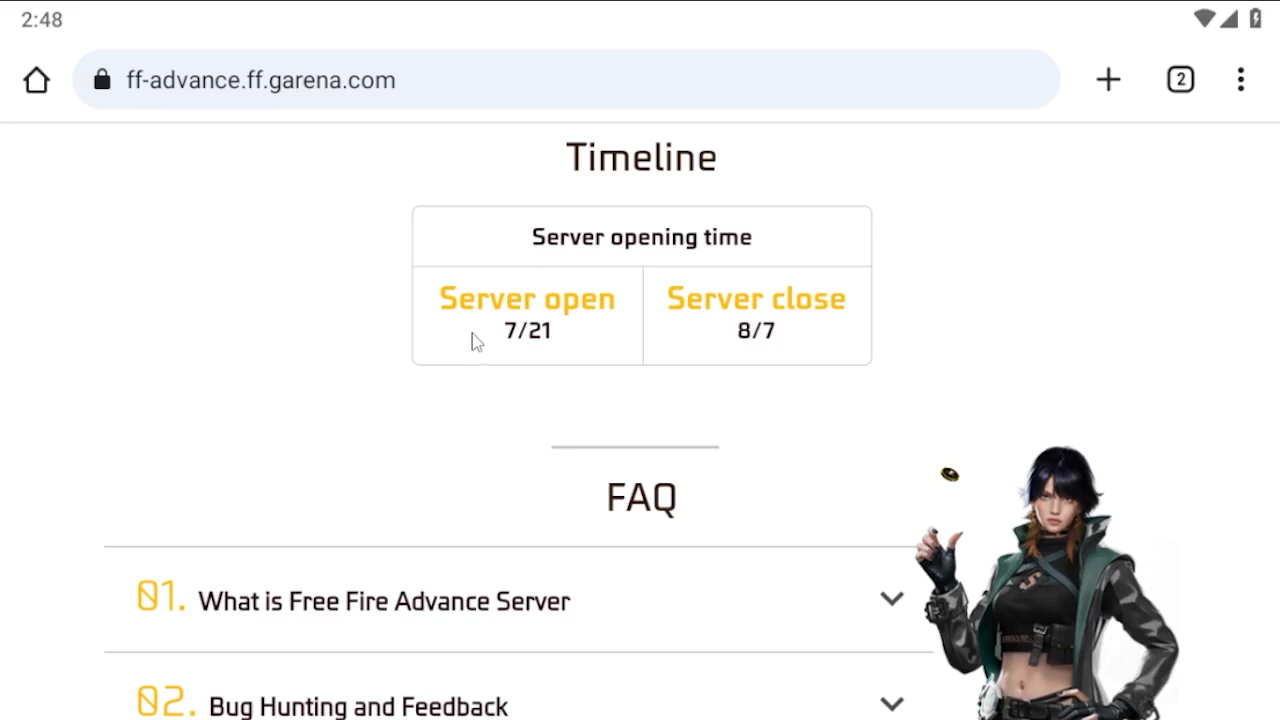 2:48
ff-advance.ff.garena.com
2
Timeline
Server opening time
Server open
Server close
7/21
8/7
FAQ
01. What is Free Fire Advance Server
02. Bug Hunting and Feedback